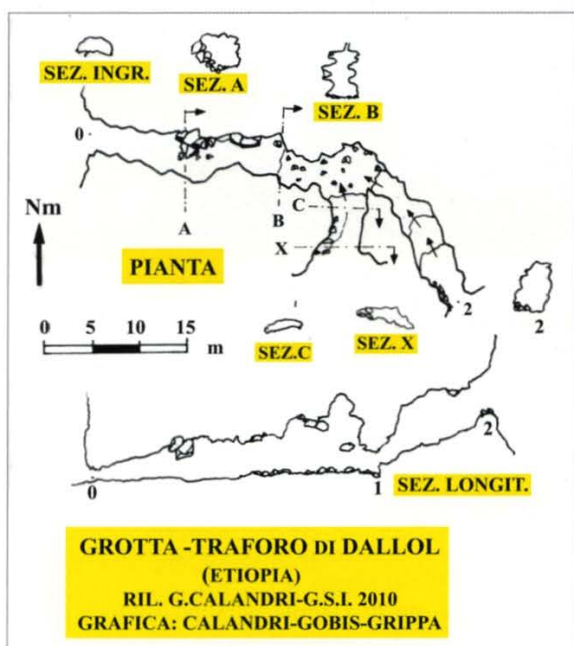 SEZ. INGR.
SEZ. A
SEZ. B
0
Nm
A
B
C
X
PIANTA
2
2
0 5 10 15 m
SEZ.C
SEZ. X
0
1
2
SEZ. LONGIT.
GROTTA -TRAFORO DI DALLOL
(ETIOPIA)
RIL. G.CALANDRI-G.S.I. 2010
GRAFICA: CALANDRI-GOBIS-GRIPPA